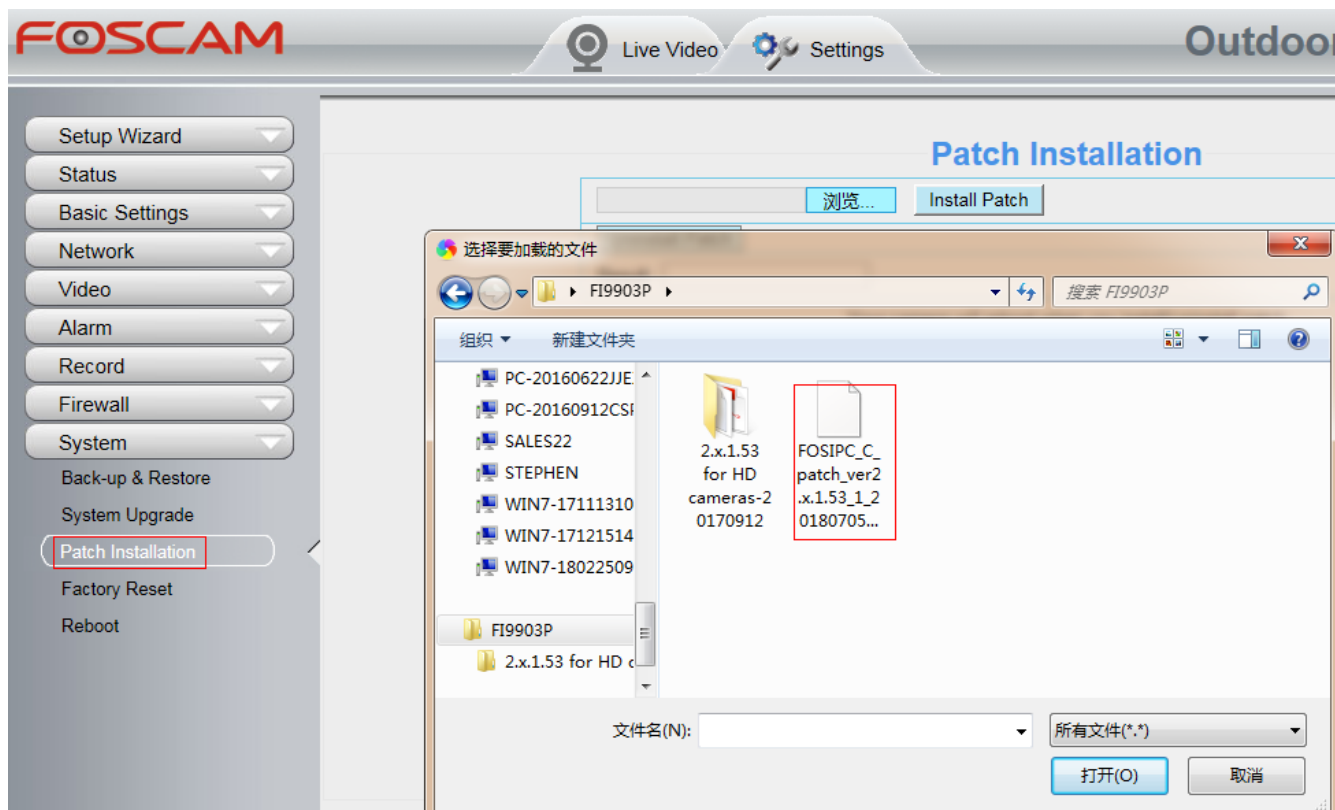 FOSCAM
Live Video
Settings
Outdoor
Setup Wizard
Status
Basic Settings
Network
Video
Alarm
Record
Firewall
System
Back-up & Restore
System Upgrade
Patch Installation
Factory Reset
Reboot
Patch Installation
浏览...
Install Patch
选择要加载的文件
FI9903P
搜索 FI9903P
组织
新建文件夹
PC-20160622JJE
PC-20160912CSF
SALES22
STEPHEN
WIN7-17111310
WIN7-17121514
WIN7-18022509
FI9903P
2.x.1.53 for HD c
2.x.1.53
for HD
cameras-2
0170912
FOSIPC_C_
patch_ver2
.x.1.53_1_2
0180705...
文件名(N):
所有文件(*.*)
打开(O)
取消